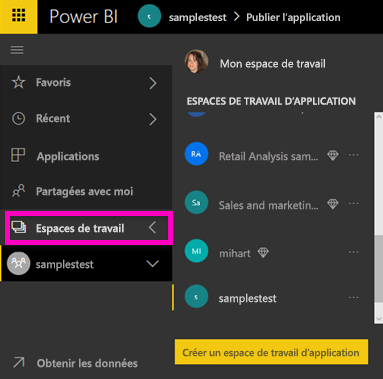 Power BI
s
samplestest > Publier l'application
Favoris
Récent
Applications
Partagées avec moi
Espaces de travail
samplestest
Obtenir les données
Mon espace de travail
ESPACES DE TRAVAIL D'APPLICATION
RA
Retail Analysis sam...
Sa
Sales and marketin...
MI
mihart
s
samplestest
Créer un espace de travail d'application